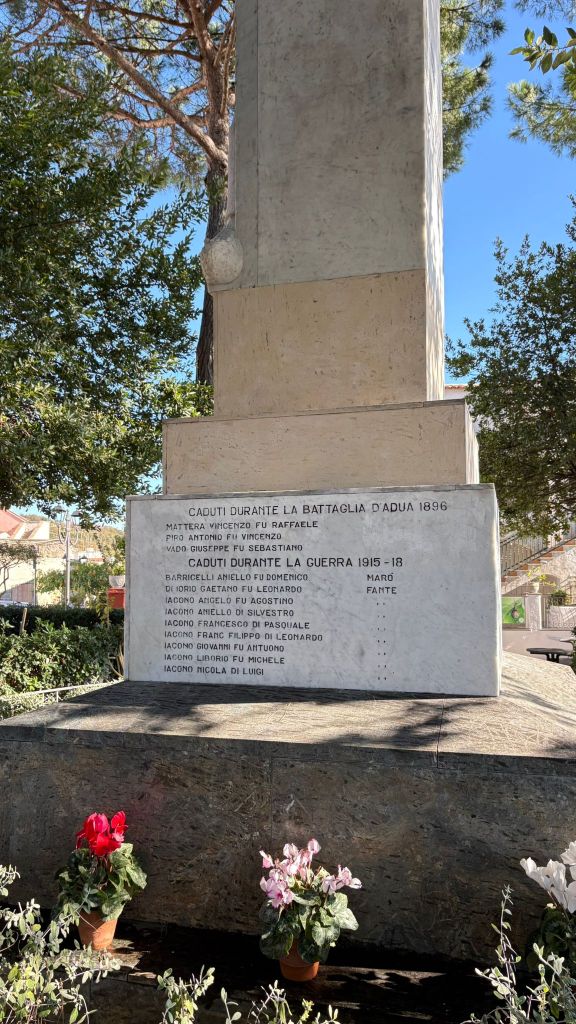 CADUTI DURANTE LA BATTAGLIA D'ADUA 1896
MATTERA VINCENZO FU RAFFAELE
PIRO ANTONIO FU VINCENZO
VADO GIUSEPPE FU SEBASTIANO
CADUTI DURANTE LA GUERRA 1915-18
BARRICELLI ANIELLO FU DOMENICO MARÒ
DI IORIO GAETANO FU LEONARDO FANTE
IACONO ANGELO FU AGOSTINO "
IACONO ANIELLO DI SILVESTRO "
IACONO FRANCESCO DI PASQUALE "
IACONO FRANC FILIPPO DI LEONARDO "
IACONO GIOVANNI FU ANTUONO "
IACONO LIBORIO FU MICHELE "
IACONO NICOLA DI LUIGI "